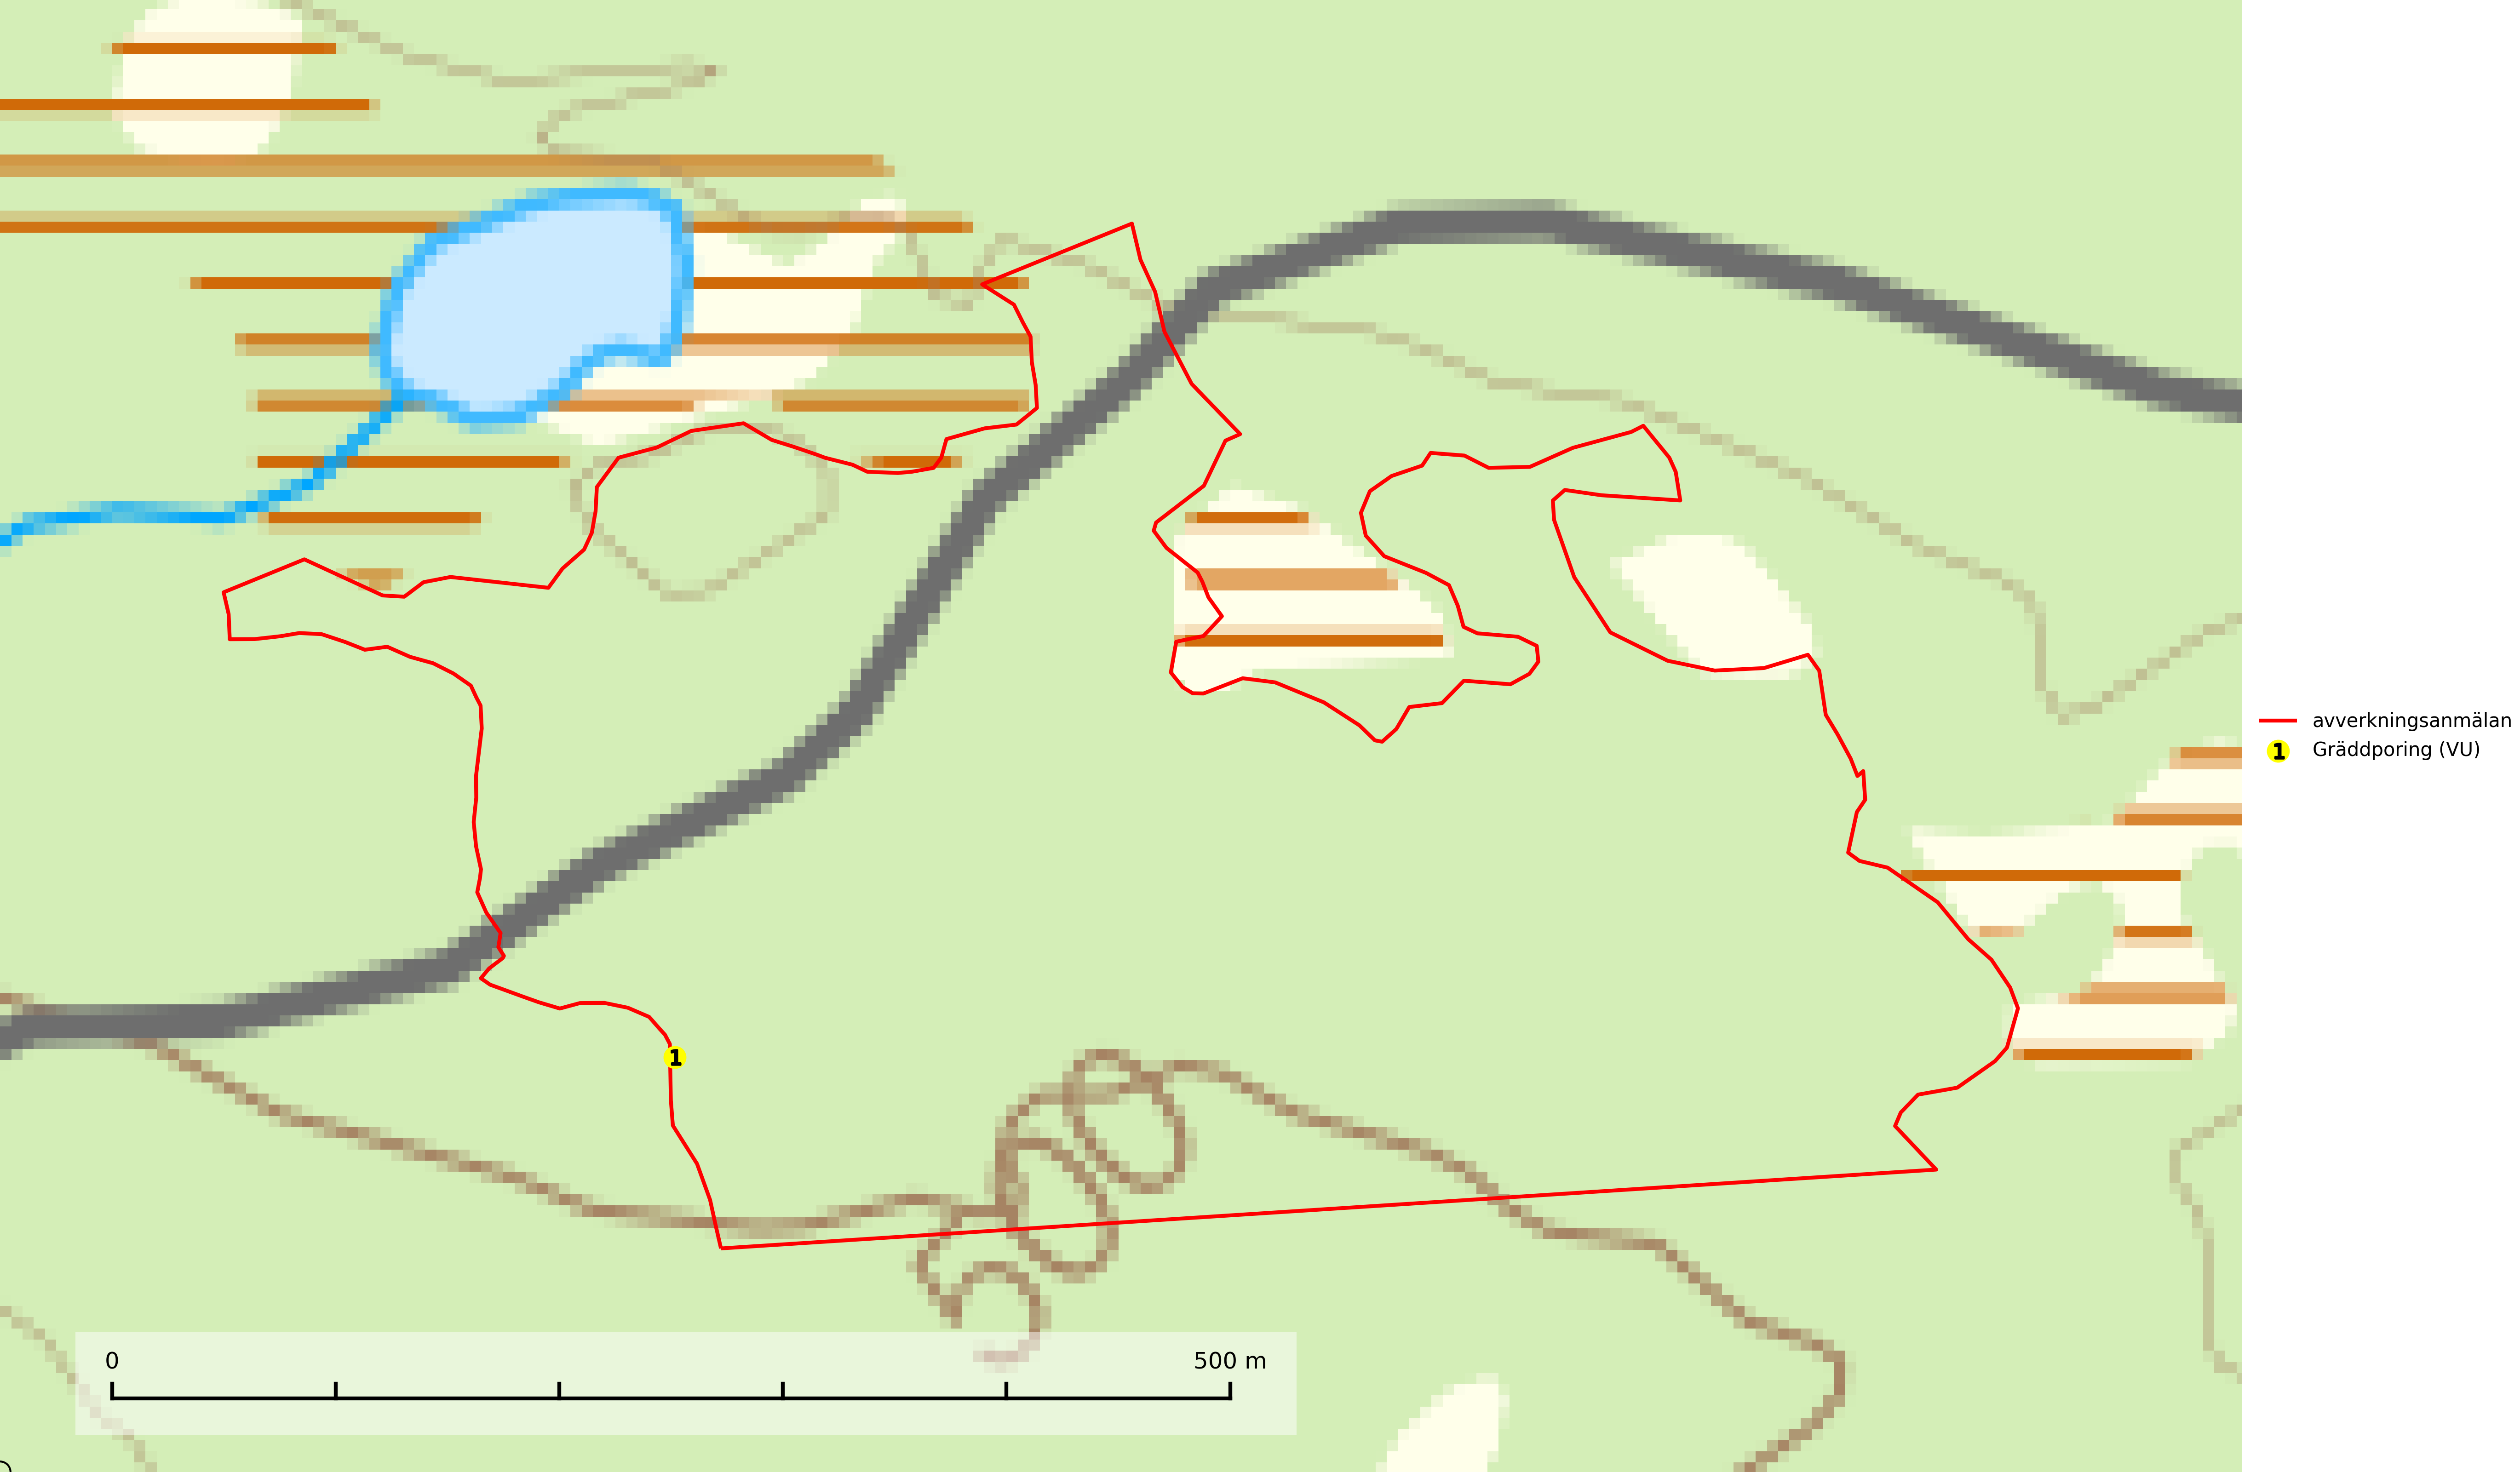 avverkningsanmälan
1 Gräddporing (VU)
1
0 500 m